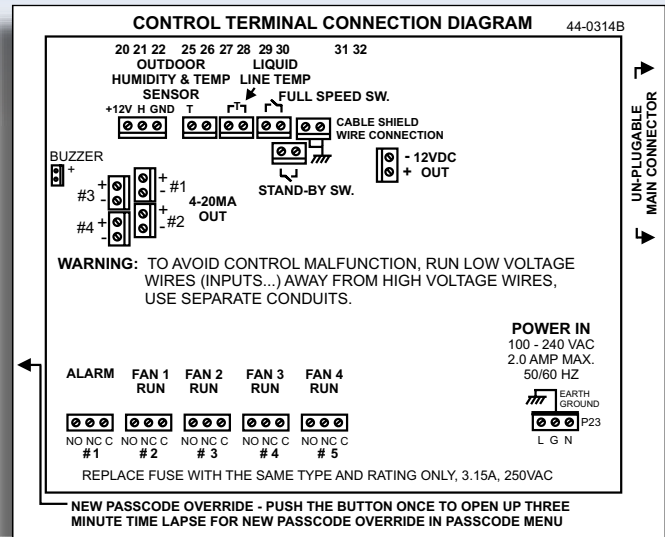 CONTROL TERMINAL CONNECTION DIAGRAM 44-0314B
20 21 22 25 26 27 28 29 30 31 32
OUTDOOR LIQUID
HUMIDITY & TEMP LINE TEMP
SENSOR
FULL SPEED SW.
+12V H GND T T
CABLE SHIELD
WIRE CONNECTION
BUZZER
+
- 12VDC
+ OUT
STAND-BY SW.
UN-PLUGABLE
MAIN CONNECTOR
#3 + - + - #1
4-20MA
OUT
#4 + - + - #2
WARNING: TO AVOID CONTROL MALFUNCTION, RUN LOW VOLTAGE
WIRES (INPUTS...) AWAY FROM HIGH VOLTAGE WIRES,
USE SEPARATE CONDUITS.
POWER IN
100 - 240 VAC
2.0 AMP MAX.
50/60 HZ
EARTH
GROUND
P23
L G N
ALARM FAN 1 FAN 2 FAN 3 FAN 4
RUN RUN RUN RUN
NO NC C NO NC C NO NC C NO NC C NO NC C
#1 #2 #3 #4 #5
REPLACE FUSE WITH THE SAME TYPE AND RATING ONLY, 3.15A, 250VAC
NEW PASSCODE OVERRIDE - PUSH THE BUTTON ONCE TO OPEN UP THREE
MINUTE TIME LAPSE FOR NEW PASSCODE OVERRIDE IN PASSCODE MENU